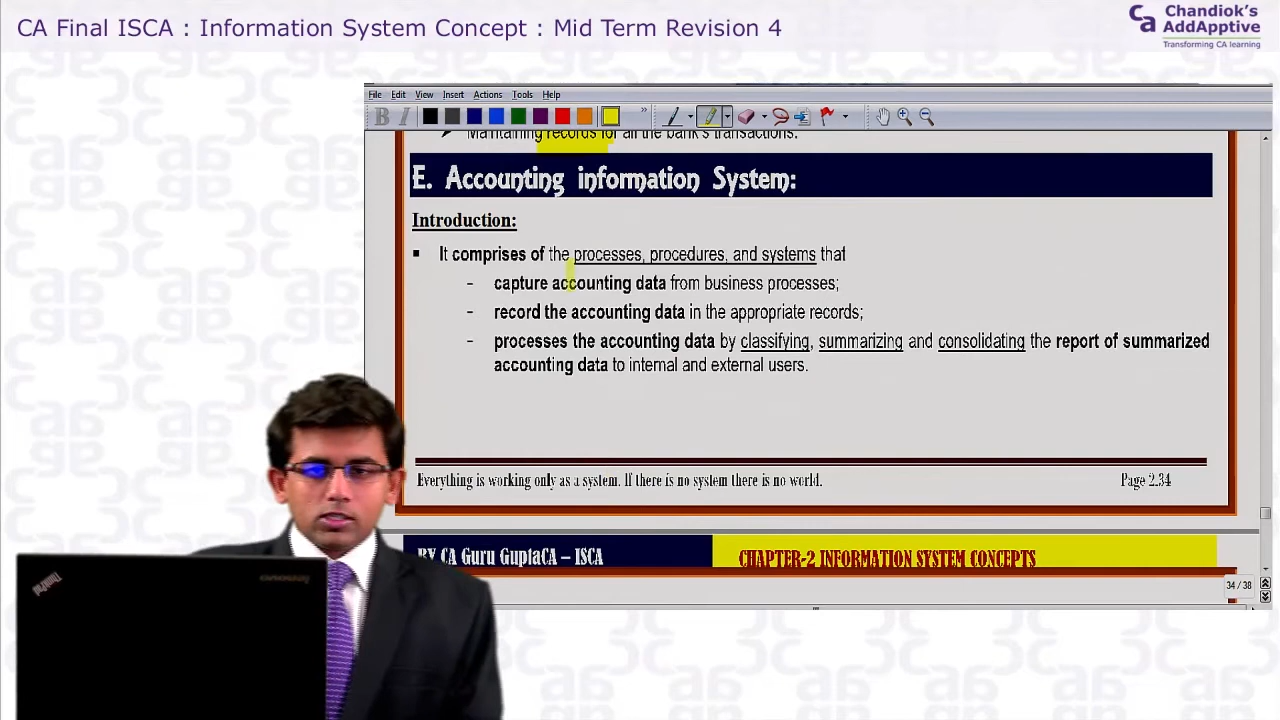 CA Final ISCA : Information System Concept : Mid Term Revision 4
Chandiok's
AddApptive
Transforming CA learning
File Edit View Insert Actions Tools Help
B I
Maintaining records for all the bank's transactions.
E. Accounting information System:
Introduction:
▪ It comprises of the processes, procedures, and systems that
- capture accounting data from business processes;
- record the accounting data in the appropriate records;
- processes the accounting data by classifying, summarizing and consolidating the report of summarized
accounting data to internal and external users.
Everything is working only as a system. If there is no system there is no world. Page 2.34
BY CA Guru GuptaCA – ISCA CHAPTER-2 INFORMATION SYSTEM CONCEPTS
34 / 38
ThinkPad
lenovo